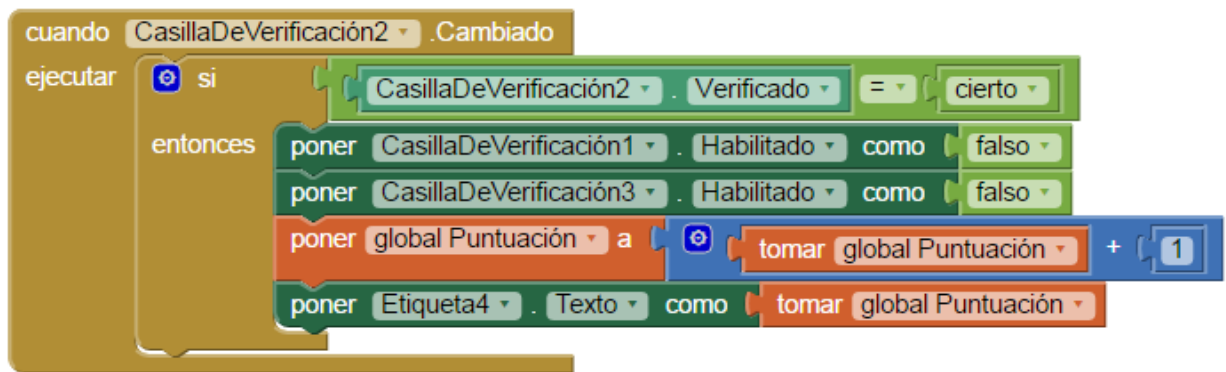 cuando CasillaDeVerificación2 .Cambiado
ejecutar si CasillaDeVerificación2 . Verificado = cierto
entonces poner CasillaDeVerificación1 . Habilitado como falso
poner CasillaDeVerificación3 . Habilitado como falso
poner global Puntuación a tomar global Puntuación + 1
poner Etiqueta4 . Texto como tomar global Puntuación